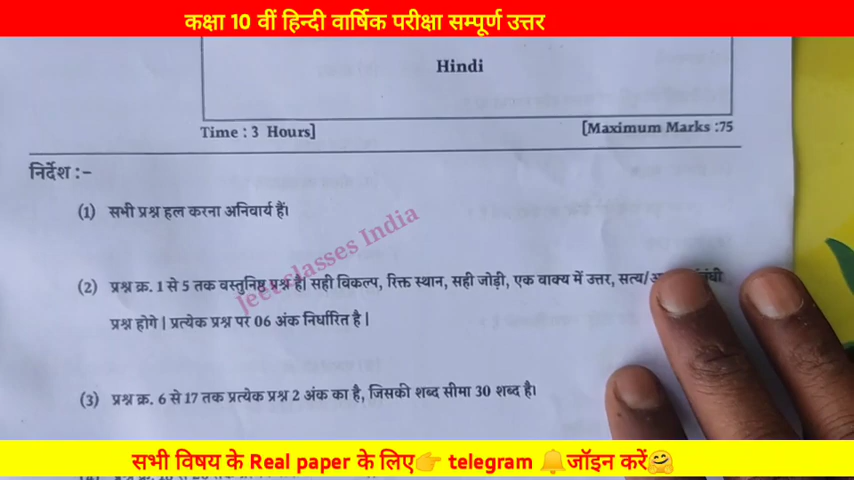 कक्षा 10 वीं हिन्दी वार्षिक परीक्षा सम्पूर्ण उत्तर
Hindi
Time : 3 Hours]
[Maximum Marks :75
निर्देश :-
(1) सभी प्रश्न हल करना अनिवार्य हैं।
(2) प्रश्न क्र. 1 से 5 तक वस्तुनिष्ठ प्रश्न है। सही विकल्प, रिक्त स्थान, सही जोड़ी, एक वाक्य में उत्तर, सत्य/
प्रश्न होगे | प्रत्येक प्रश्न पर 06 अंक निर्धारित है |
Jeet classes India
(3) प्रश्न क्र. 6 से 17 तक प्रत्येक प्रश्न 2 अंक का है, जिसकी शब्द सीमा 30 शब्द है।
सभी विषय के Real paper के लिए👉 telegram 🔔जॉइन करें🤗